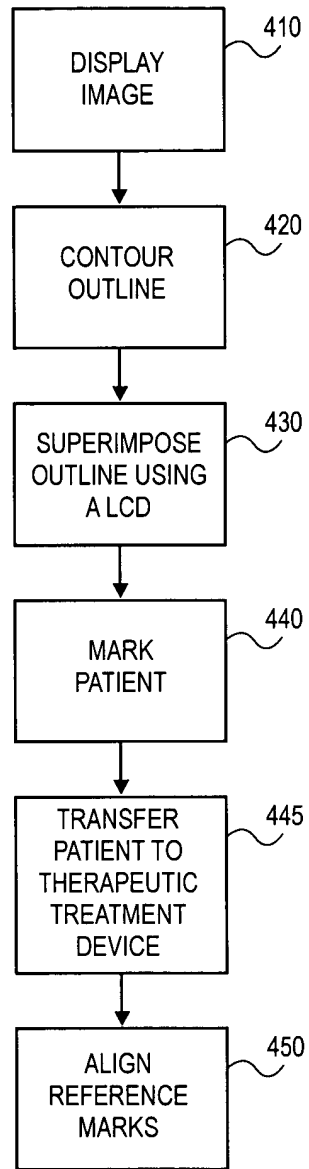 410
DISPLAY
IMAGE
420
CONTOUR
OUTLINE
430
SUPERIMPOSE
OUTLINE USING
A LCD
440
MARK
PATIENT
445
TRANSFER
PATIENT TO
THERAPEUTIC
TREATMENT
DEVICE
450
ALIGN
REFERENCE
MARKS